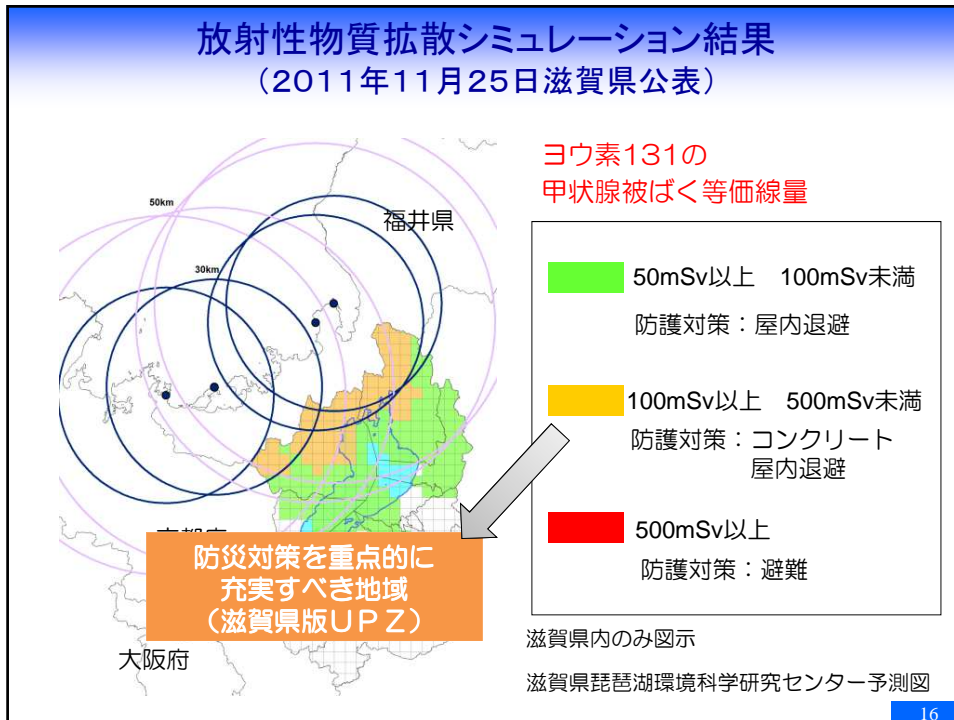 放射性物質拡散シミュレーション結果
（2011年11月25日滋賀県公表）
ヨウ素131の
甲状腺被ばく等価線量
50km
福井県
30km
50mSv以上　100mSv未満
防護対策：屋内退避
100mSv以上　500mSv未満
防護対策：コンクリート
屋内退避
500mSv以上
防護対策：避難
防災対策を重点的に
充実すべき地域
（滋賀県版ＵＰＺ）
大阪府
滋賀県内のみ図示
滋賀県琵琶湖環境科学研究センター予測図
16